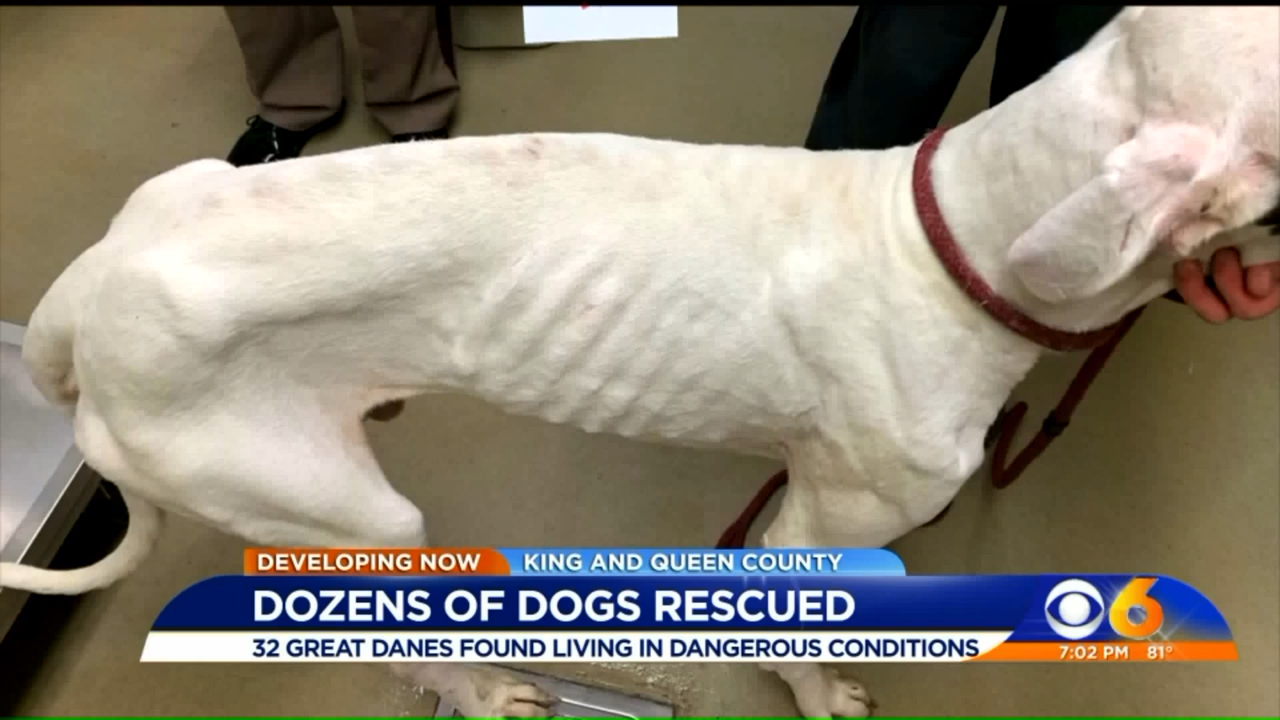 DEVELOPING NOW KING AND QUEEN COUNTY
DOZENS OF DOGS RESCUED
32 GREAT DANES FOUND LIVING IN DANGEROUS CONDITIONS
6
7:02 PM 81°